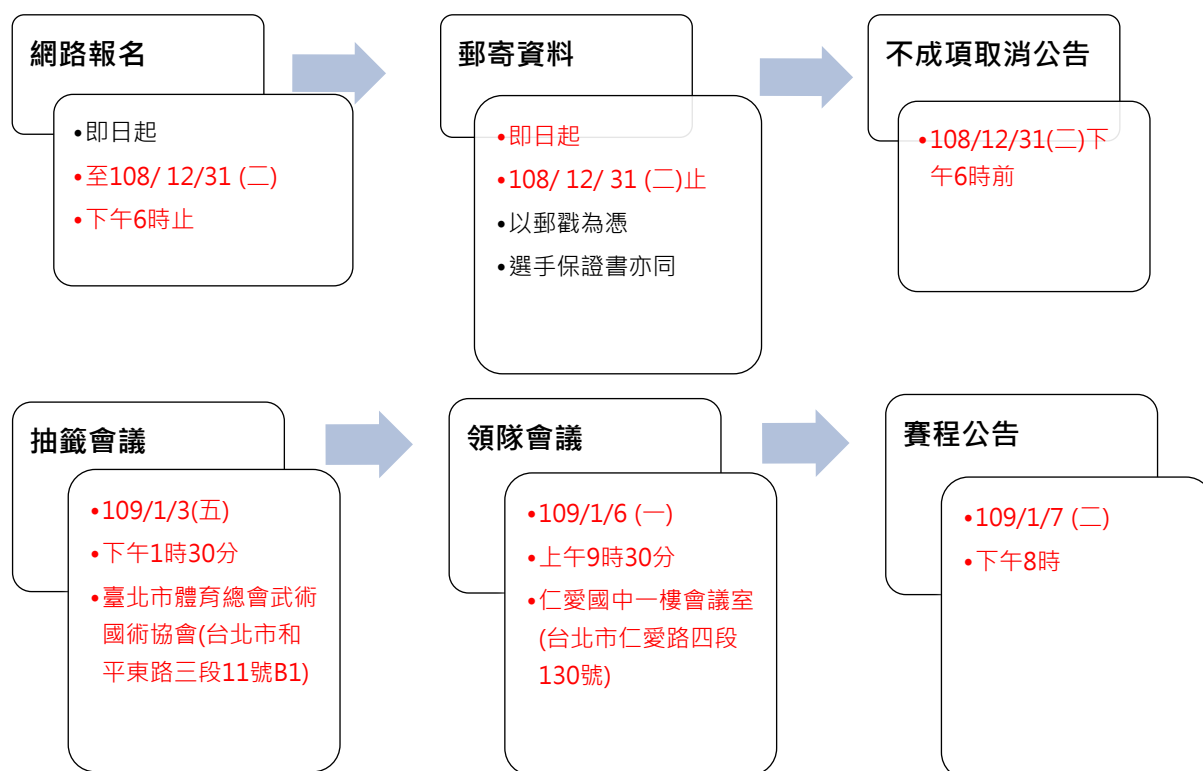 網路報名
•即日起
•至108/ 12/31 (二)
•下午6時止
郵寄資料
•即日起
•108/ 12/ 31 (二)止
•以郵戳為憑
•選手保證書亦同
不成項取消公告
•108/12/31(二)下
午6時前
抽籤會議
•109/1/3(五)
•下午1時30分
•臺北市體育總會武術
國術協會(台北市和
平東路三段11號B1)
領隊會議
•109/1/6 (一)
•上午9時30分
•仁愛國中一樓會議室
(台北市仁愛路四段
130號)
賽程公告
•109/1/7 (二)
•下午8時